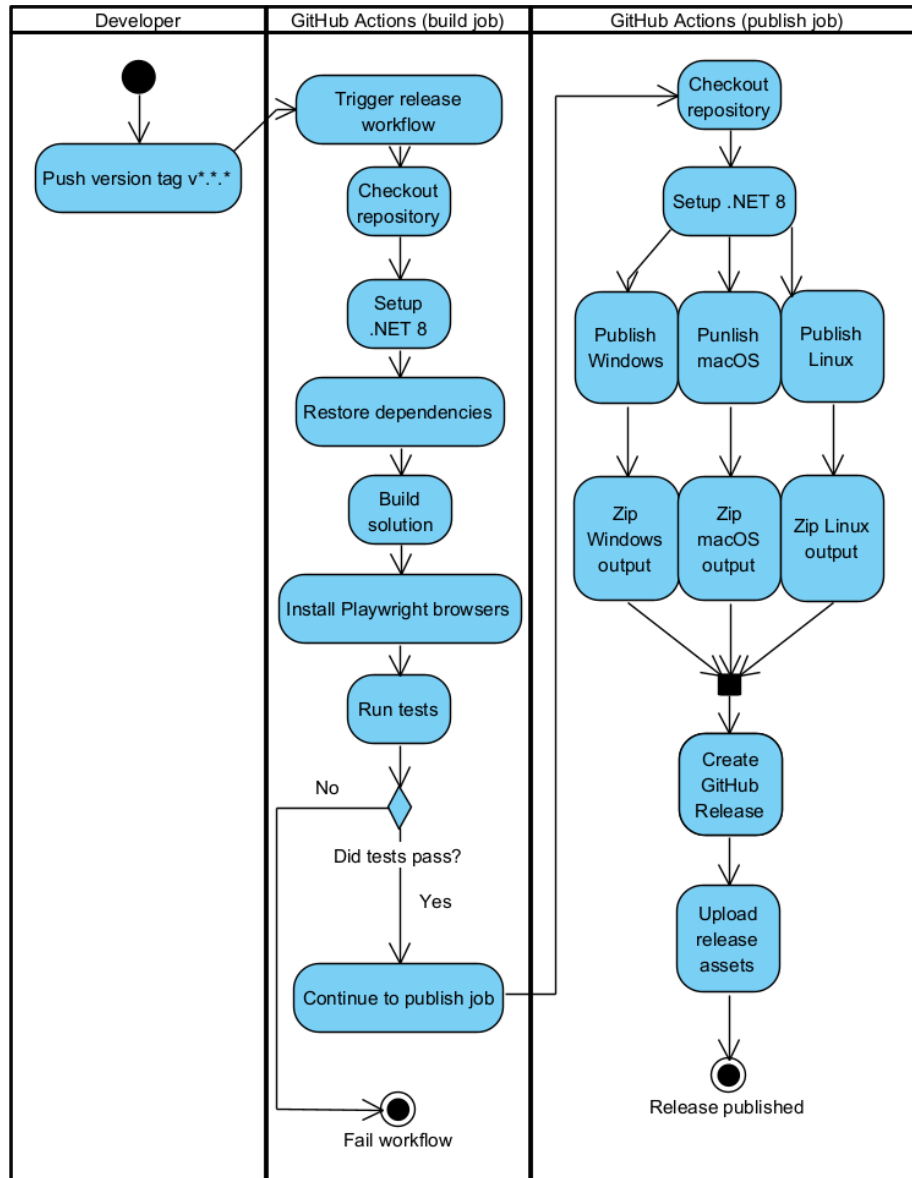 Developer
GitHub Actions (build job)
GitHub Actions (publish job)
Push version tag v*.*.*
Trigger release
workflow
Checkout
repository
Setup
.NET 8
Restore dependencies
Build
solution
Install Playwright browsers
Run tests
No
Did tests pass?
Yes
Continue to publish job
Fail workflow
Checkout
repository
Setup .NET 8
Publish
Windows
Punlish
macOS
Publish
Linux
Zip
Windows
output
Zip
macOS
output
Zip Linux
output
Create
GitHub
Release
Upload
release
assets
Release published